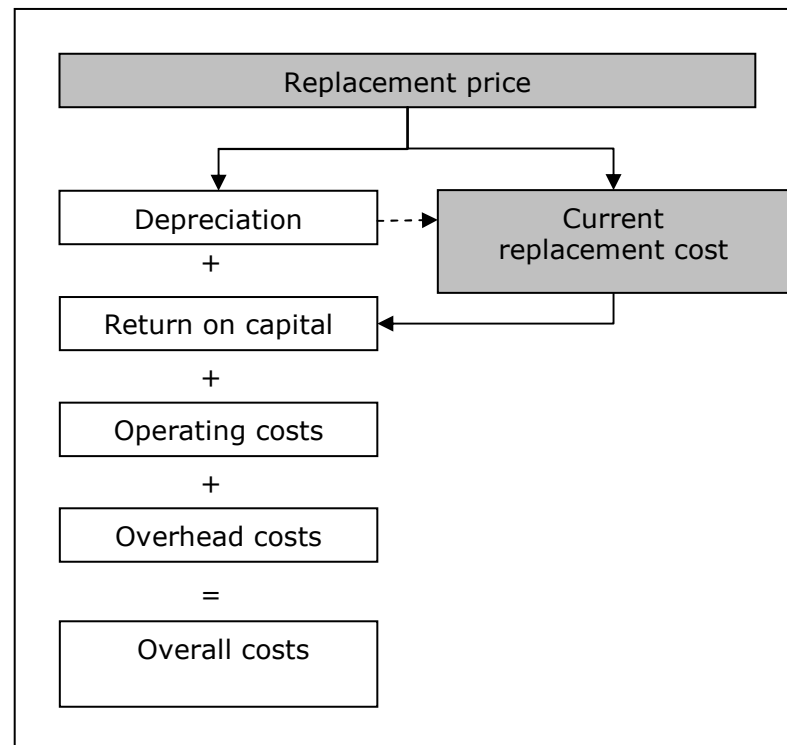 Replacement price
Depreciation
Current
replacement cost
+
Return on capital
+
Operating costs
+
Overhead costs
=
Overall costs